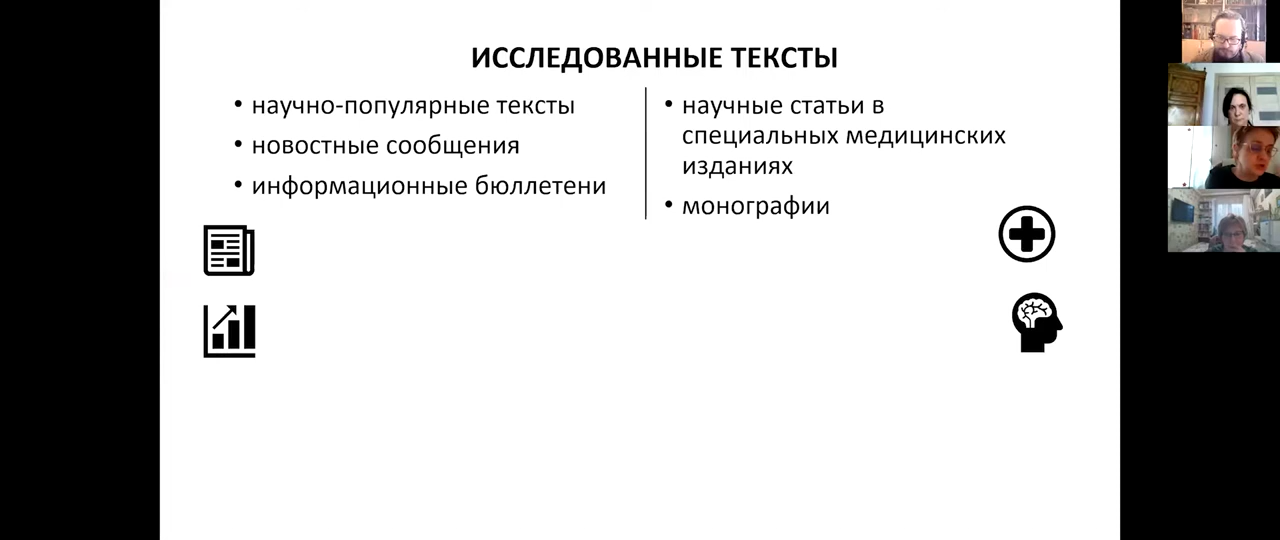 ИССЛЕДОВАННЫЕ ТЕКСТЫ
• научно-популярные тексты
• новостные сообщения
• информационные бюллетени
• научные статьи в
специальных медицинских
изданиях
• монографии